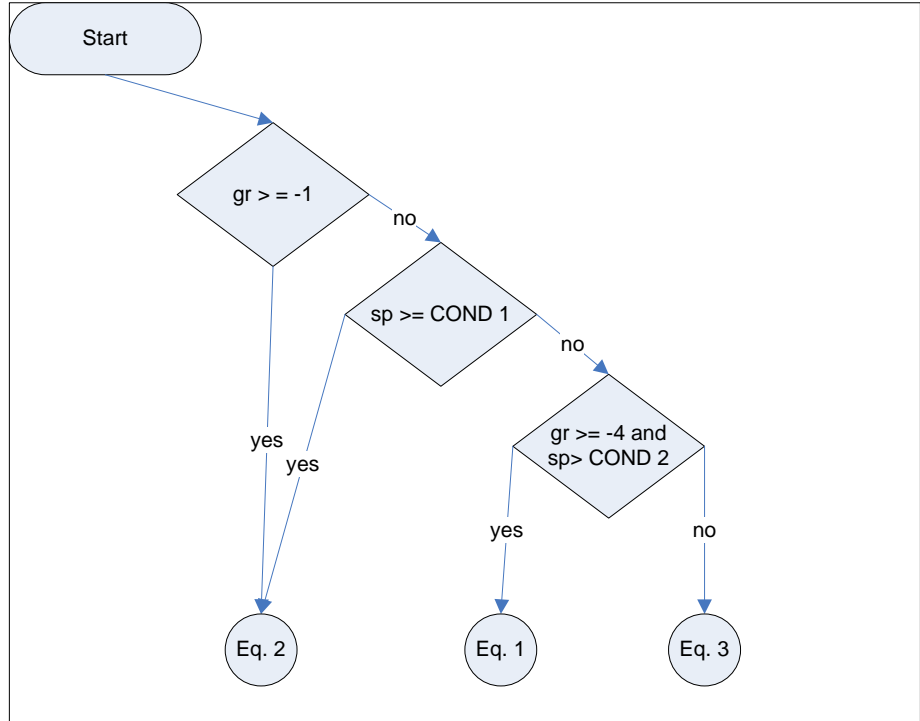 Start
gr > = -1
no
sp >= COND 1
no
gr >= -4 and
sp> COND 2
yes
yes
yes
no
Eq. 2
Eq. 1
Eq. 3